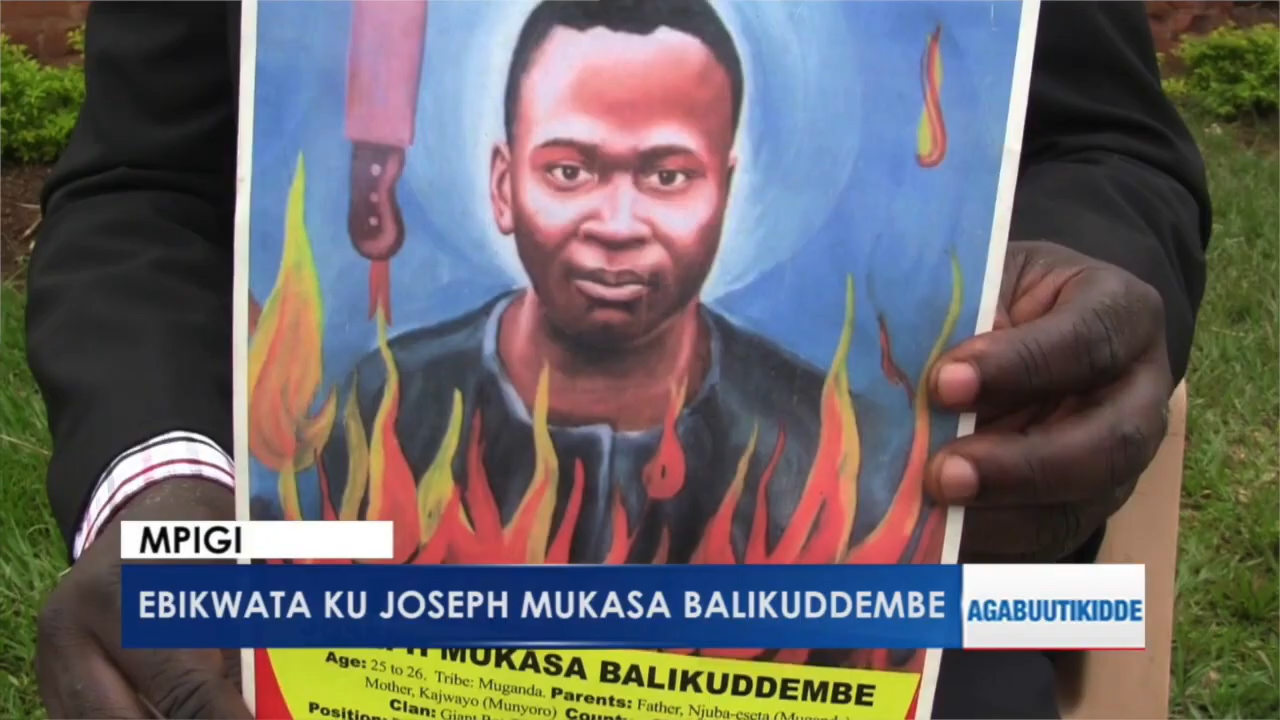 MPIGI
EBIKWATA KU JOSEPH MUKASA BALIKUDDEMBE
AGABUUTIKIDDE
MUKASA BALIKUDDEMBE
Age: 25 to 26. Tribe: Muganda. Parents: Father, Njuba-eseta
Mother, Kajwayo (Munyoro)
Clan: Giant